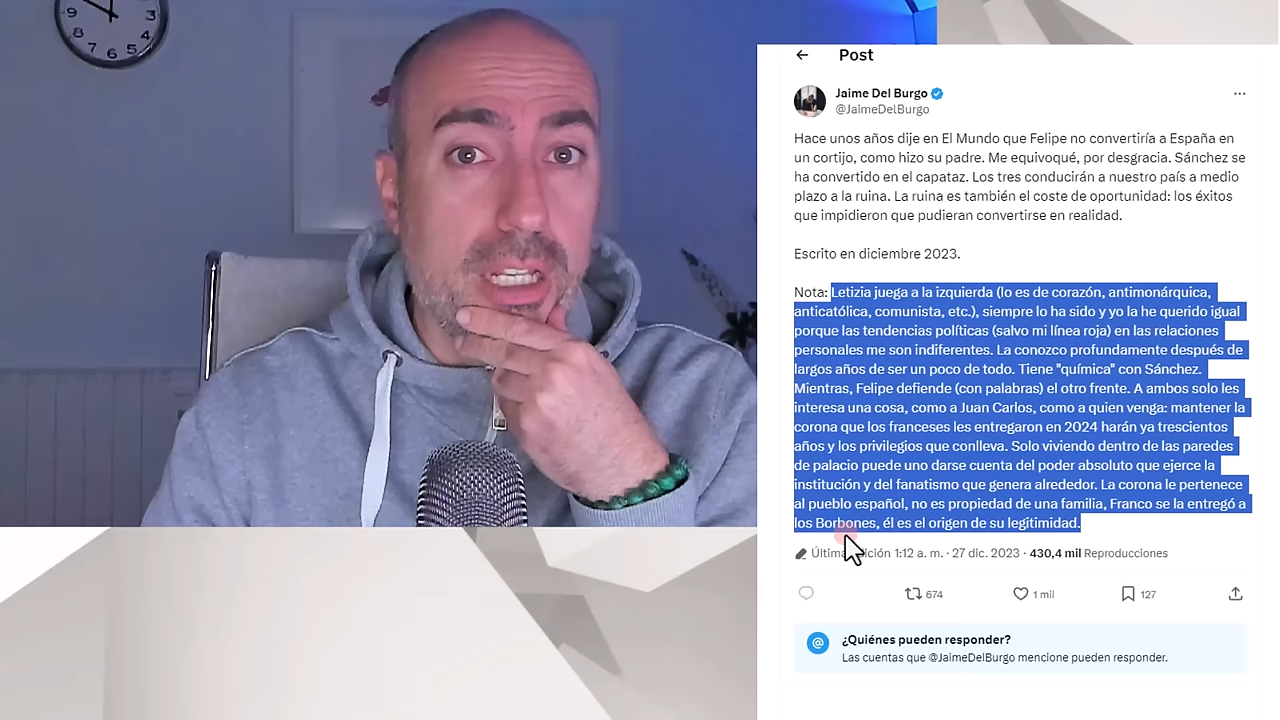 9
10
3
4
5
6
7
8
Post
Jaime Del Burgo
@JaimeDelBurgo
Hace unos años dije en El Mundo que Felipe no convertiría a España en
un cortijo, como hizo su padre. Me equivoqué, por desgracia. Sánchez se
ha convertido en el capataz. Los tres conducirán a nuestro país a medio
plazo a la ruina. La ruina es también el coste de oportunidad: los éxitos
que impidieron que pudieran convertirse en realidad.
Escrito en diciembre 2023.
Nota: Letizia juega a la izquierda (lo es de corazón, antimonárquica,
anticatólica, comunista, etc.), siempre lo ha sido y yo la he querido igual
porque las tendencias políticas (salvo mi línea roja) en las relaciones
personales me son indiferentes. La conozco profundamente después de
largos años de ser un poco de todo. Tiene "química" con Sánchez.
Mientras, Felipe defiende (con palabras) el otro frente. A ambos solo les
interesa una cosa, como a Juan Carlos, como a quien venga: mantener la
corona que los franceses les entregaron en 2024 harán ya trescientos
años y los privilegios que conlleva. Solo viviendo dentro de las paredes
de palacio puede uno darse cuenta del poder absoluto que ejerce la
institución y del fanatismo que genera alrededor. La corona le pertenece
al pueblo español, no es propiedad de una familia, Franco se la entregó a
los Borbones, él es el origen de su legitimidad.
Última ición 1:12 a. m. · 27 dic. 2023 · 430,4 mil Reproducciones
674
1 mil
127
¿Quiénes pueden responder?
Las cuentas que @JaimeDelBurgo mencione pueden responder.